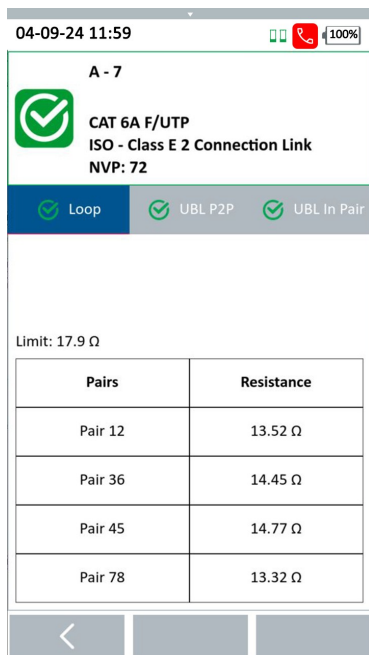 04-09-24 11:59 100%
A - 7
CAT 6A F/UTP
ISO - Class E 2 Connection Link
NVP: 72
Loop UBL P2P UBL In Pair
Limit: 17.9 Ω
Pairs Resistance
Pair 12 13.52 Ω
Pair 36 14.45 Ω
Pair 45 14.77 Ω
Pair 78 13.32 Ω